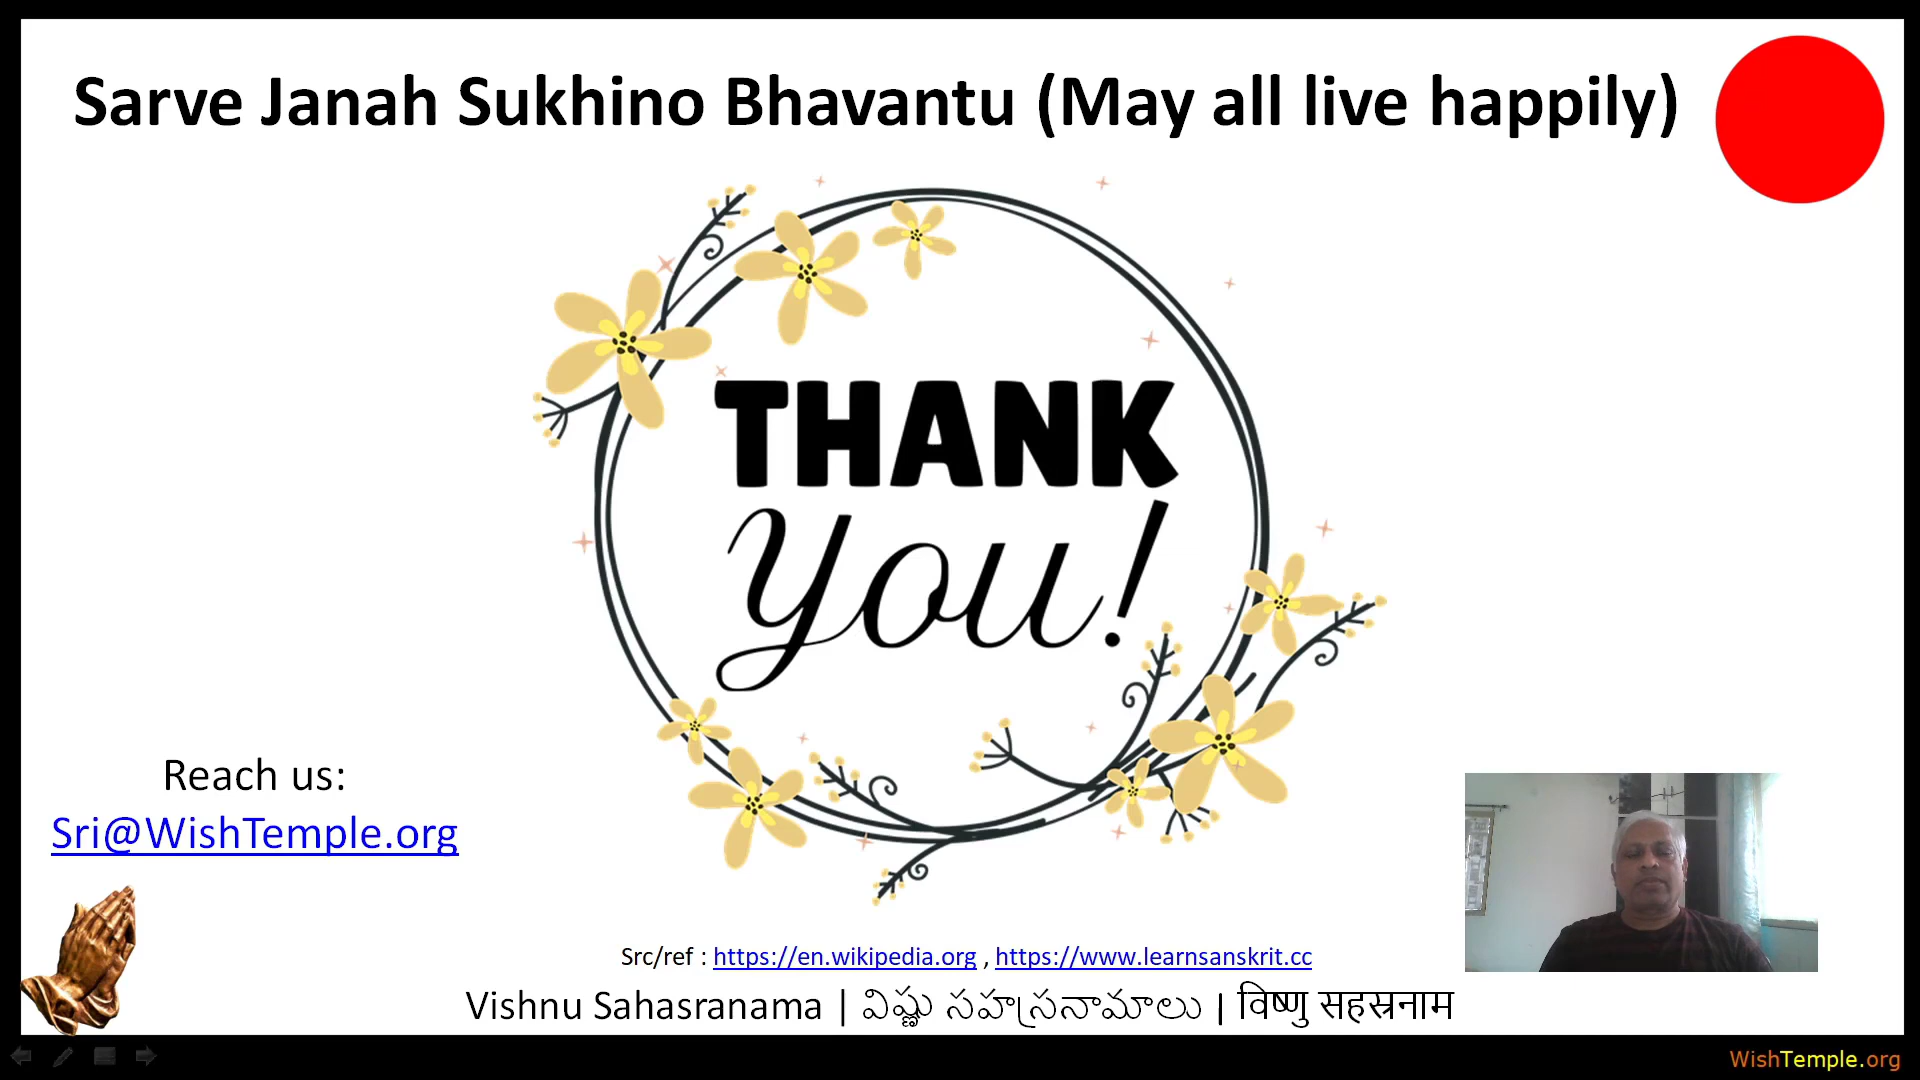 Sarve Janah Sukhino Bhavantu (May all live happily)
THANK
You!
Reach us:
Sri@WishTemple.org
Src/ref : https://en.wikipedia.org , https://www.learnsanskrit.cc
Vishnu Sahasranama | విష్ణు సహస్రనామాలు | विष्णु सहस्रनाम
WishTemple.org